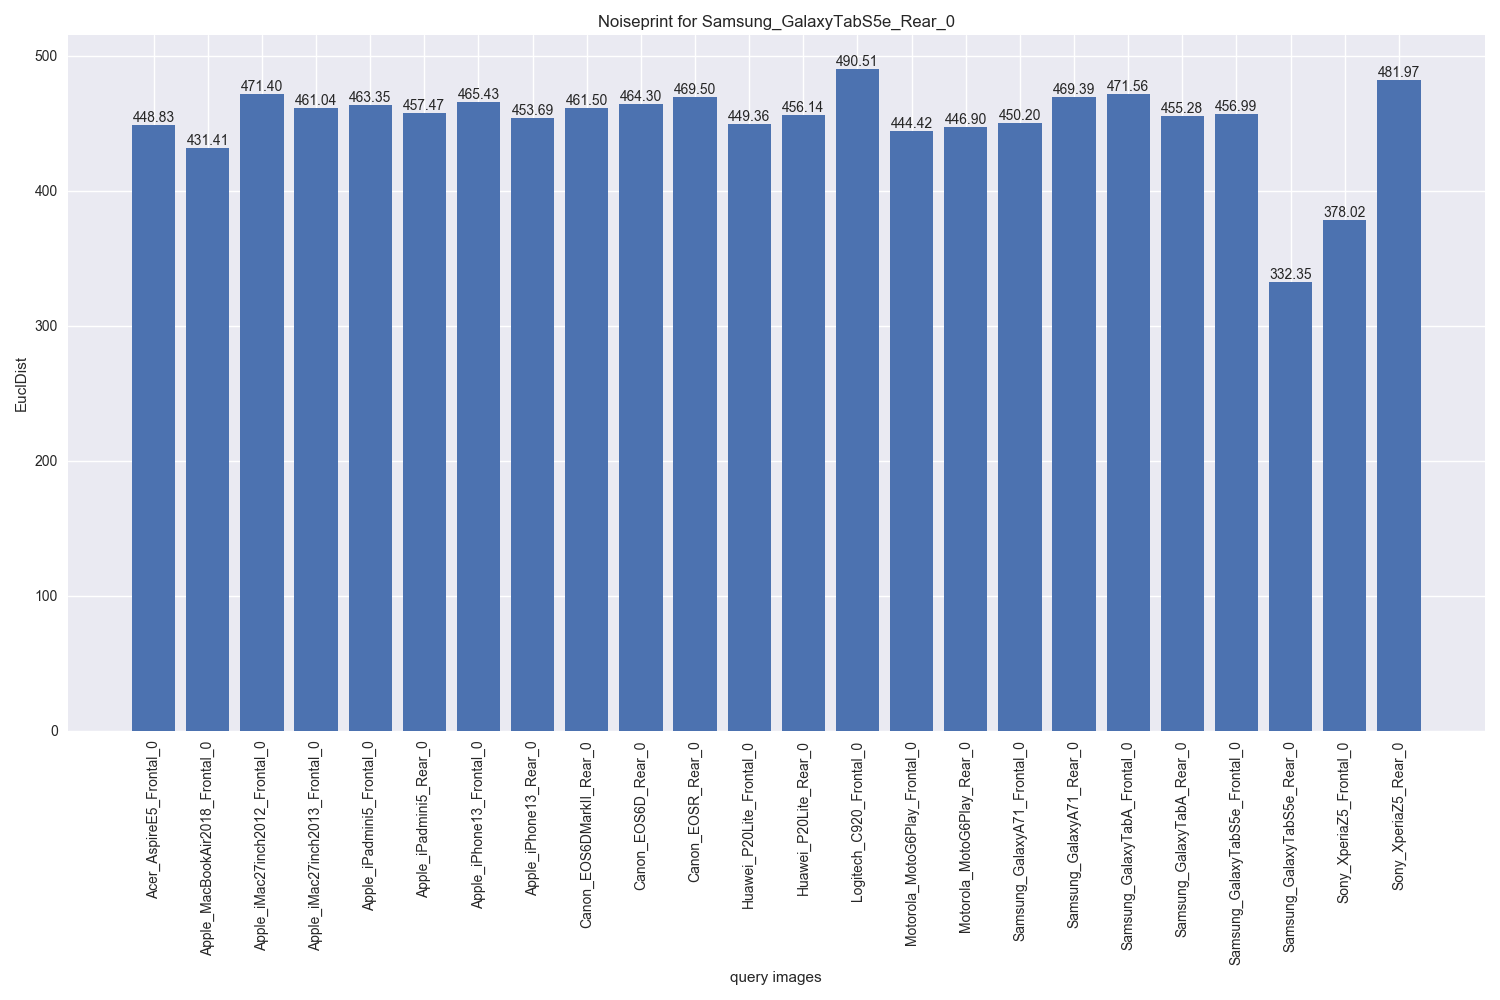 Noiseprint for Samsung_GalaxyTabS5e_Rear_0
EuclDist
500
400
300
200
100
0
448.83
431.41
471.40
461.04
463.35
457.47
465.43
453.69
461.50
464.30
469.50
449.36
456.14
490.51
444.42
446.90
450.20
469.39
471.56
455.28
456.99
332.35
378.02
481.97
Acer_AspireE5_Frontal_0
Apple_MacBookAir2018_Frontal_0
Apple_iMac27inch2012_Frontal_0
Apple_iMac27inch2013_Frontal_0
Apple_iPadmini5_Frontal_0
Apple_iPadmini5_Rear_0
Apple_iPhone13_Frontal_0
Apple_iPhone13_Rear_0
Canon_EOS6DMarkII_Rear_0
Canon_EOS6D_Rear_0
Canon_EOSR_Rear_0
Huawei_P20Lite_Frontal_0
Huawei_P20Lite_Rear_0
Logitech_C920_Frontal_0
Motorola_MotoG6Play_Frontal_0
Motorola_MotoG6Play_Rear_0
Samsung_GalaxyA71_Frontal_0
Samsung_GalaxyA71_Rear_0
Samsung_GalaxyTabA_Frontal_0
Samsung_GalaxyTabA_Rear_0
Samsung_GalaxyTabS5e_Frontal_0
Samsung_GalaxyTabS5e_Rear_0
Sony_XperiaZ5_Frontal_0
Sony_XperiaZ5_Rear_0
query images